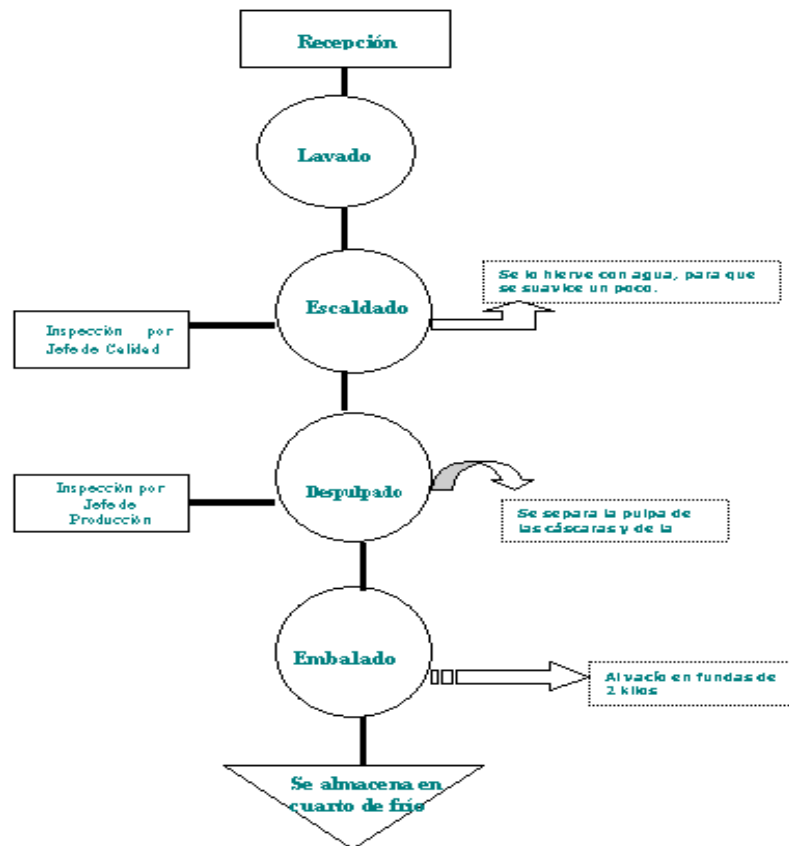 Recepción
Lavado
Escaldado
Se lo hierve con agua, para que
se suavice un poco.
Inspección por
Jefe de Calidad
Despulpado
Inspección por
Jefe de
Producción
Se separa la pulpa de
las cáscaras y de la
Embalado
Al vacío en fundas de
2 kilos
Se almacena en
cuarto de frío